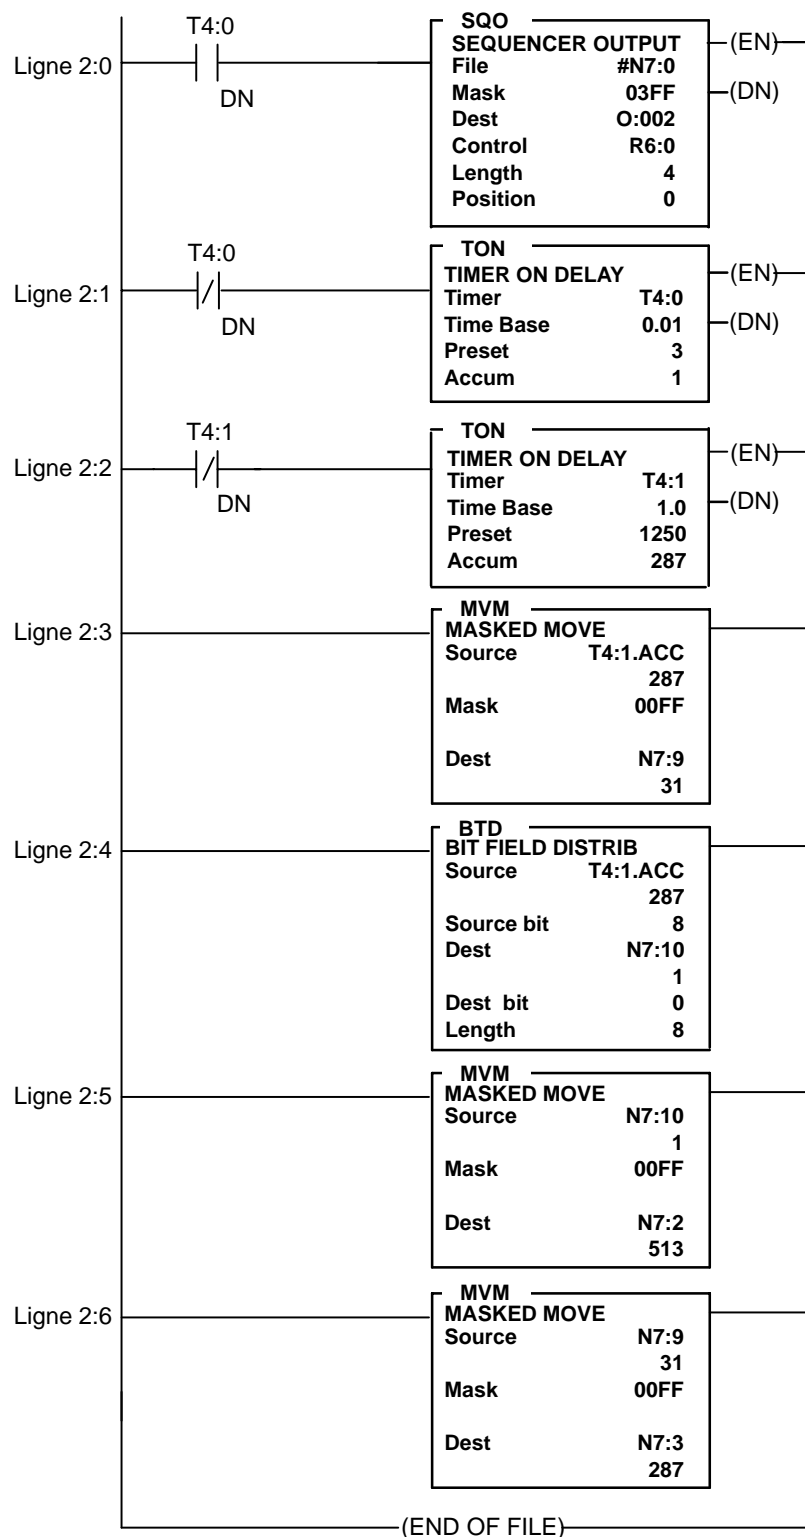 T4:0
SQO
Ligne 2:0
DN
SEQUENCER OUTPUT
File #N7:0
Mask 03FF
Dest O:002
Control R6:0
Length 4
Position 0
(EN)
(DN)
T4:0
TON
Ligne 2:1
DN
TIMER ON DELAY
Timer T4:0
Time Base 0.01
Preset 3
Accum 1
(EN)
(DN)
T4:1
TON
Ligne 2:2
DN
TIMER ON DELAY
Timer T4:1
Time Base 1.0
Preset 1250
Accum 287
(EN)
(DN)
Ligne 2:3
MVM
MASKED MOVE
Source T4:1.ACC
287
Mask 00FF
Dest N7:9
31
Ligne 2:4
BTD
BIT FIELD DISTRIB
Source T4:1.ACC
287
Source bit 8
Dest N7:10
1
Dest bit 0
Length 8
Ligne 2:5
MVM
MASKED MOVE
Source N7:10
1
Mask 00FF
Dest N7:2
513
Ligne 2:6
MVM
MASKED MOVE
Source N7:9
31
Mask 00FF
Dest N7:3
287
(END OF FILE)